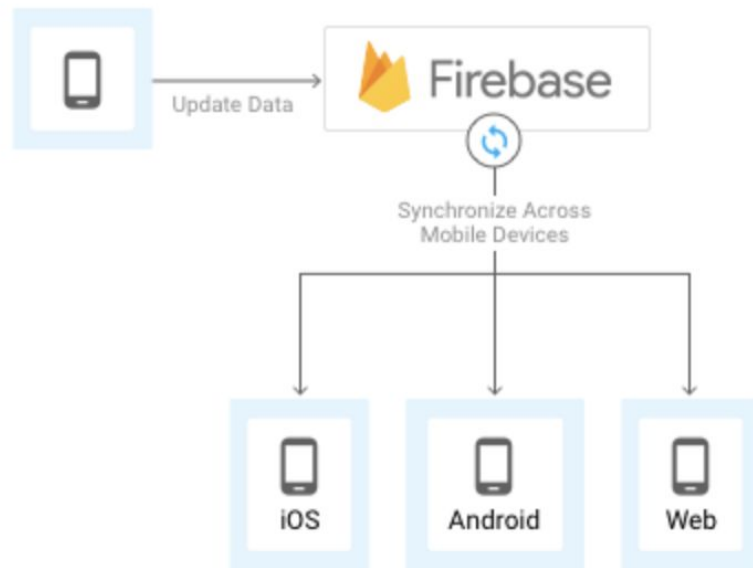 Firebase
Update Data
Synchronize Across
Mobile Devices
iOS
Android
Web